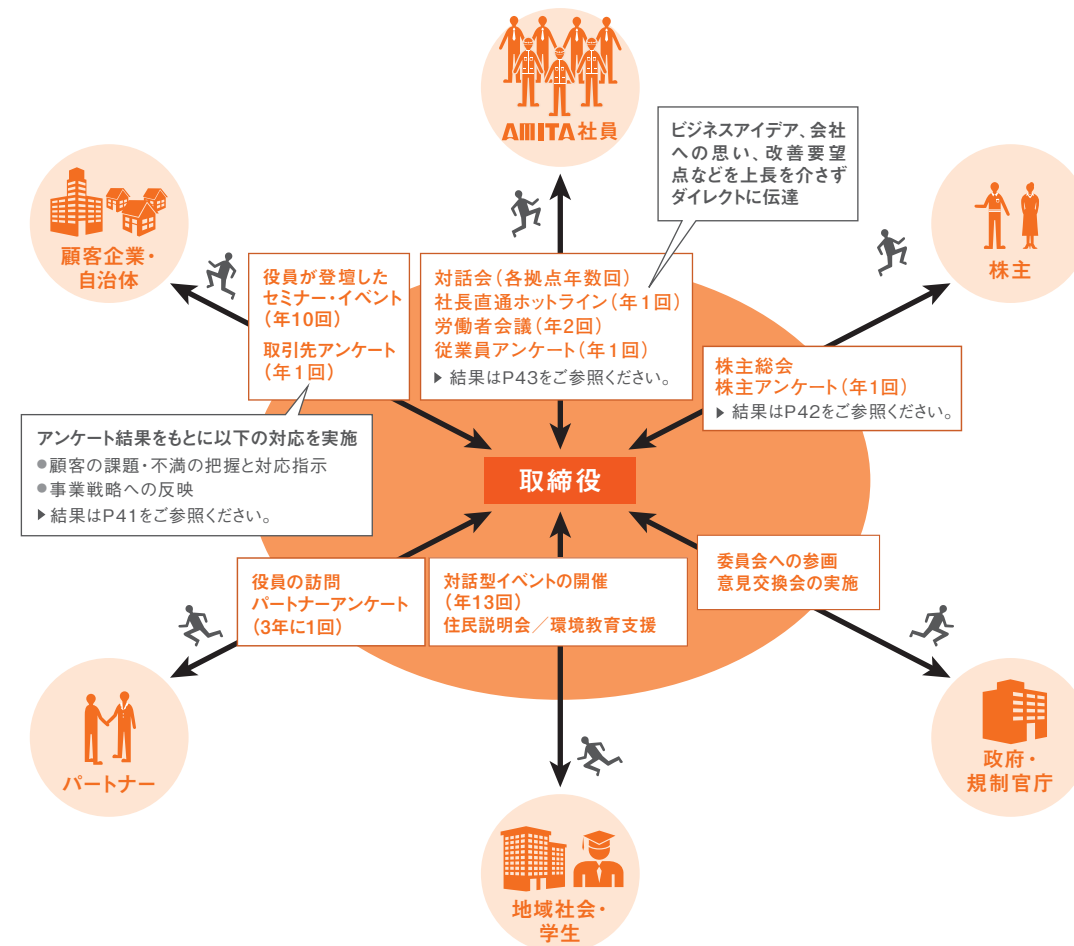 AMITA社員
ビジネスアイデア、会社
への思い、改善要望
点などを上長を介さず
ダイレクトに伝達
顧客企業・
自治体
株主
役員が登壇した
セミナー・イベント
(年10回)
取引先アンケート
(年1回)
対話会(各拠点年数回)
社長直通ホットライン(年1回)
労働者会議(年2回)
従業員アンケート(年1回)
▶ 結果はP43をご参照ください。
株主総会
株主アンケート(年1回)
▶ 結果はP42をご参照ください。
アンケート結果をもとに以下の対応を実施
●顧客の課題・不満の把握と対応指示
●事業戦略への反映
▶ 結果はP41をご参照ください。
取締役
役員の訪問
パートナーアンケート
(3年に1回)
対話型イベントの開催
(年13回)
住民説明会/環境教育支援
委員会への参画
意見交換会の実施
パートナー
政府・
規制官庁
地域社会・
学生